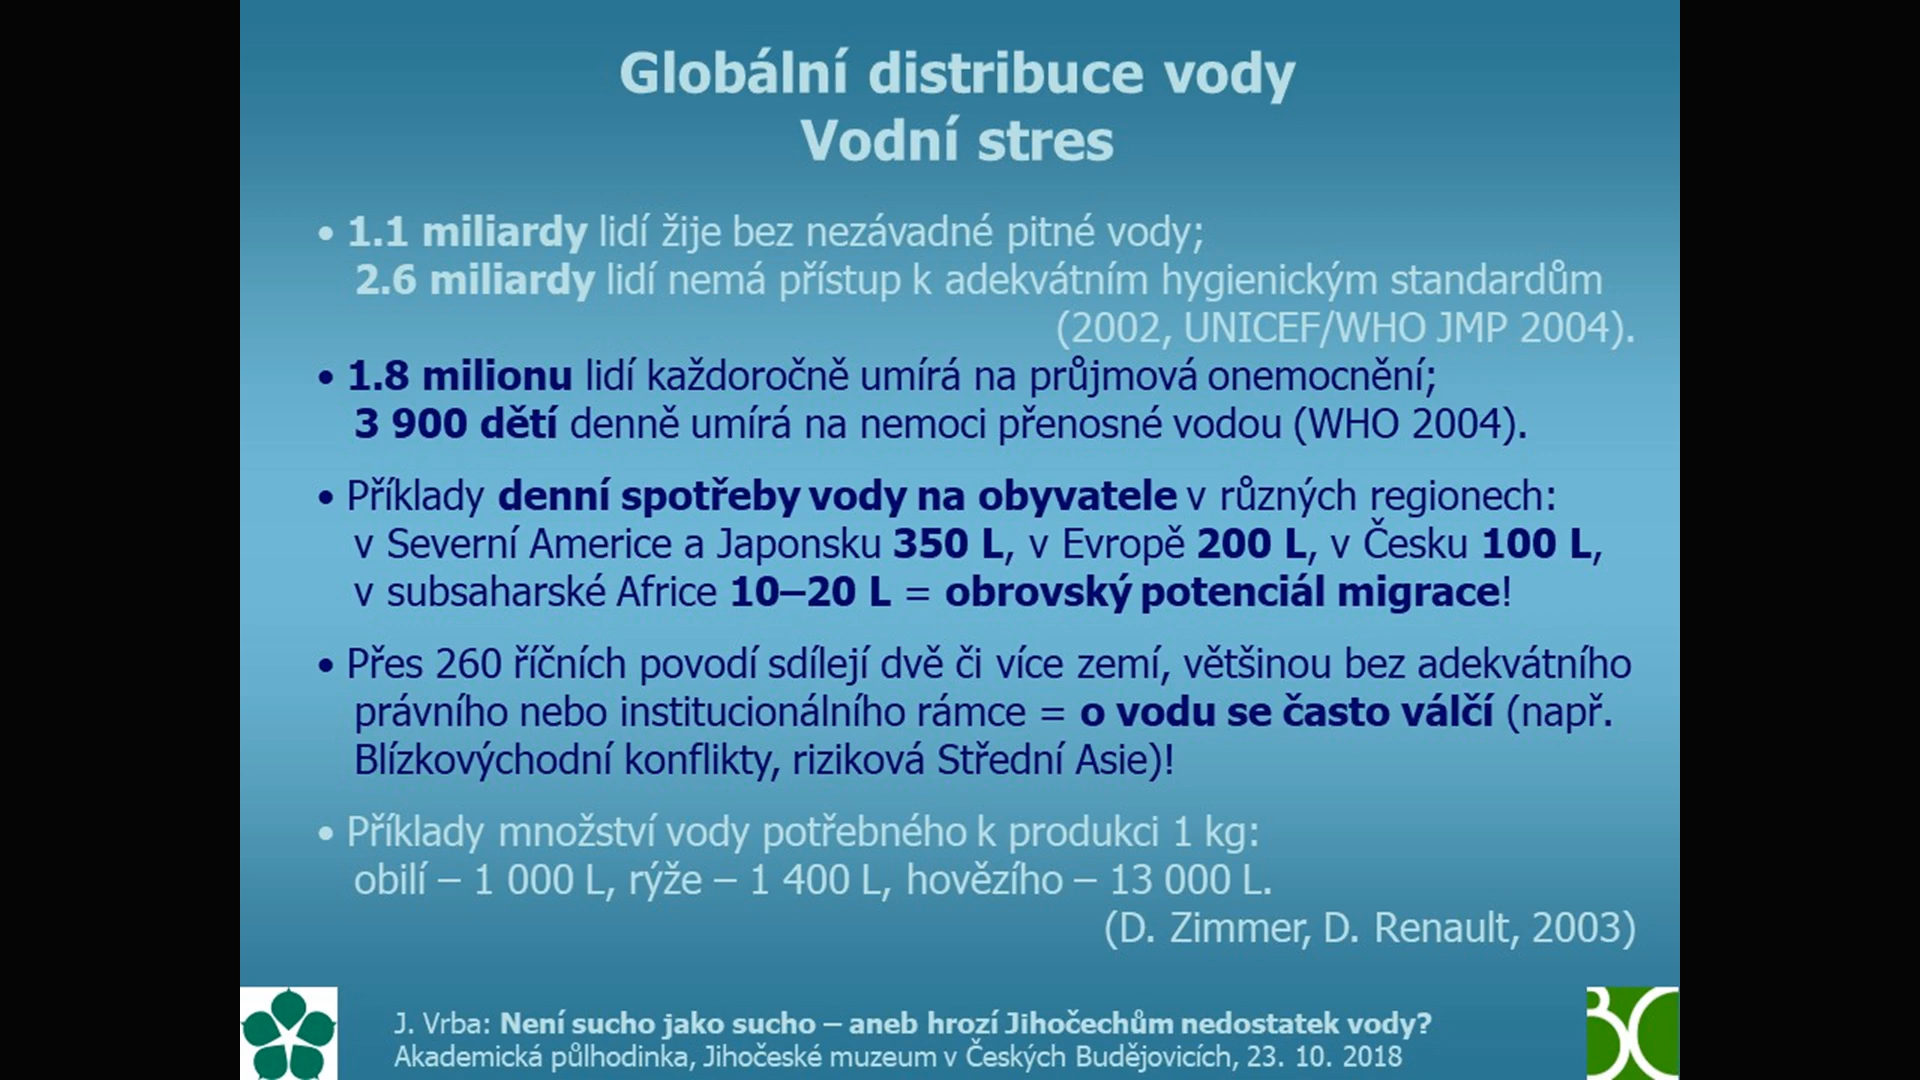 Globální distribuce vody
Vodní stres
• 1.1 miliardy lidí žije bez nezávadné pitné vody;
2.6 miliardy lidí nemá přístup k adekvátním hygienickým standardům
(2002, UNICEF/WHO JMP 2004).
• 1.8 milionu lidí každoročně umírá na průjmová onemocnění;
3 900 dětí denně umírá na nemoci přenosné vodou (WHO 2004).
• Příklady denní spotřeby vody na obyvatele v různých regionech:
v Severní Americe a Japonsku 350 L, v Evropě 200 L, v Česku 100 L,
v subsaharské Africe 10–20 L = obrovský potenciál migrace!
• Přes 260 říčních povodí sdílejí dvě či více zemí, většinou bez adekvátního
právního nebo institucionálního rámce = o vodu se často válčí (např.
Blízkovýchodní konflikty, riziková Střední Asie)!
• Příklady množství vody potřebného k produkci 1 kg:
obilí – 1 000 L, rýže – 1 400 L, hovězího – 13 000 L.
(D. Zimmer, D. Renault, 2003)
J. Vrba: Není sucho jako sucho – aneb hrozí Jihočechům nedostatek vody?
Akademická půlhodinka, Jihočeské muzeum v Českých Budějovicích, 23. 10. 2018